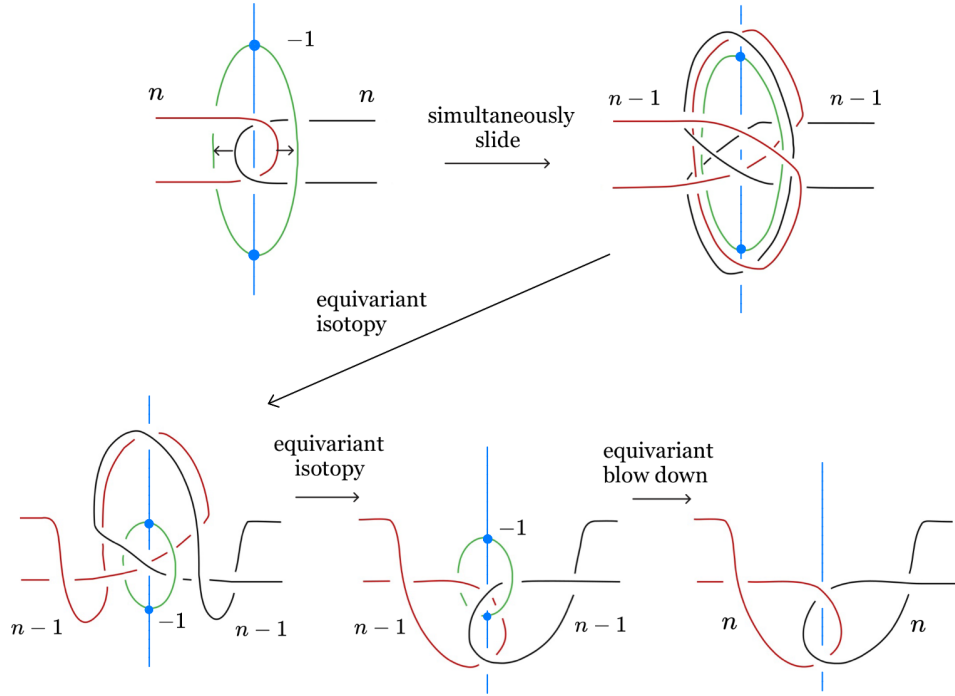 −1
n
n
simultaneously
slide
n − 1
n − 1
equivariant
isotopy
equivariant
isotopy
equivariant
blow down
−1
−1
n − 1
n − 1
n − 1
n − 1
n
n